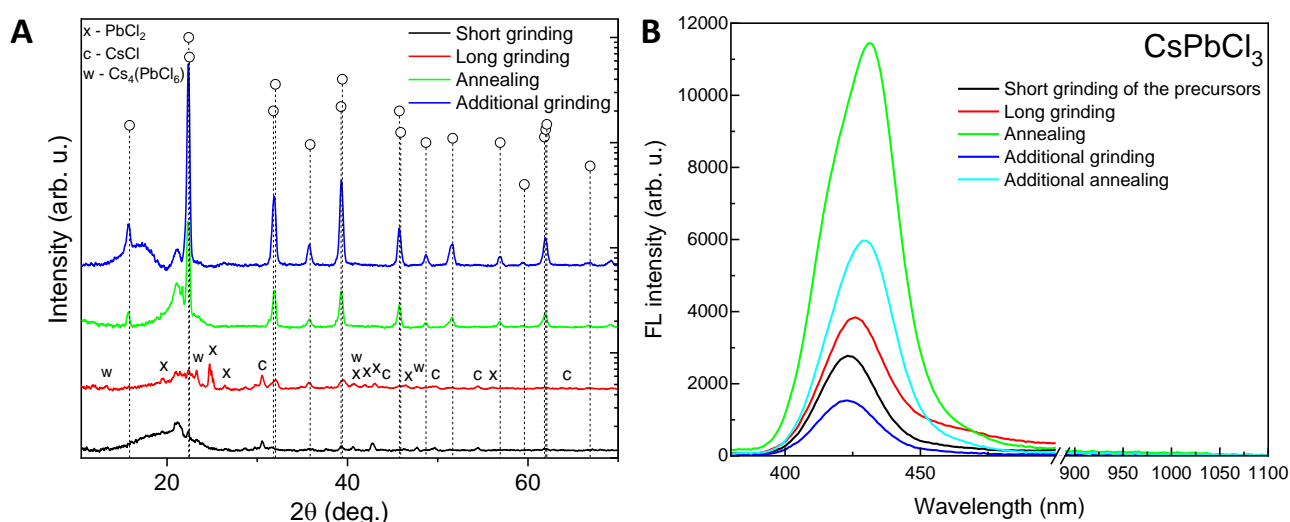 A
x - PbCl₂
c - CsCl
w - Cs₄(PbCl₆)
Short grinding
Long grinding
Annealing
Additional grinding
Intensity (arb. u.)
w x w x x c w x x x c x w c c x c
20 40 60
2θ (deg.)
B
CsPbCl₃
Short grinding of the precursors
Long grinding
Annealing
Additional grinding
Additional annealing
FL intensity (arb. u.)
12000
10000
8000
6000
4000
2000
0
400 450 900 950 1000 1050 1100
Wavelength (nm)